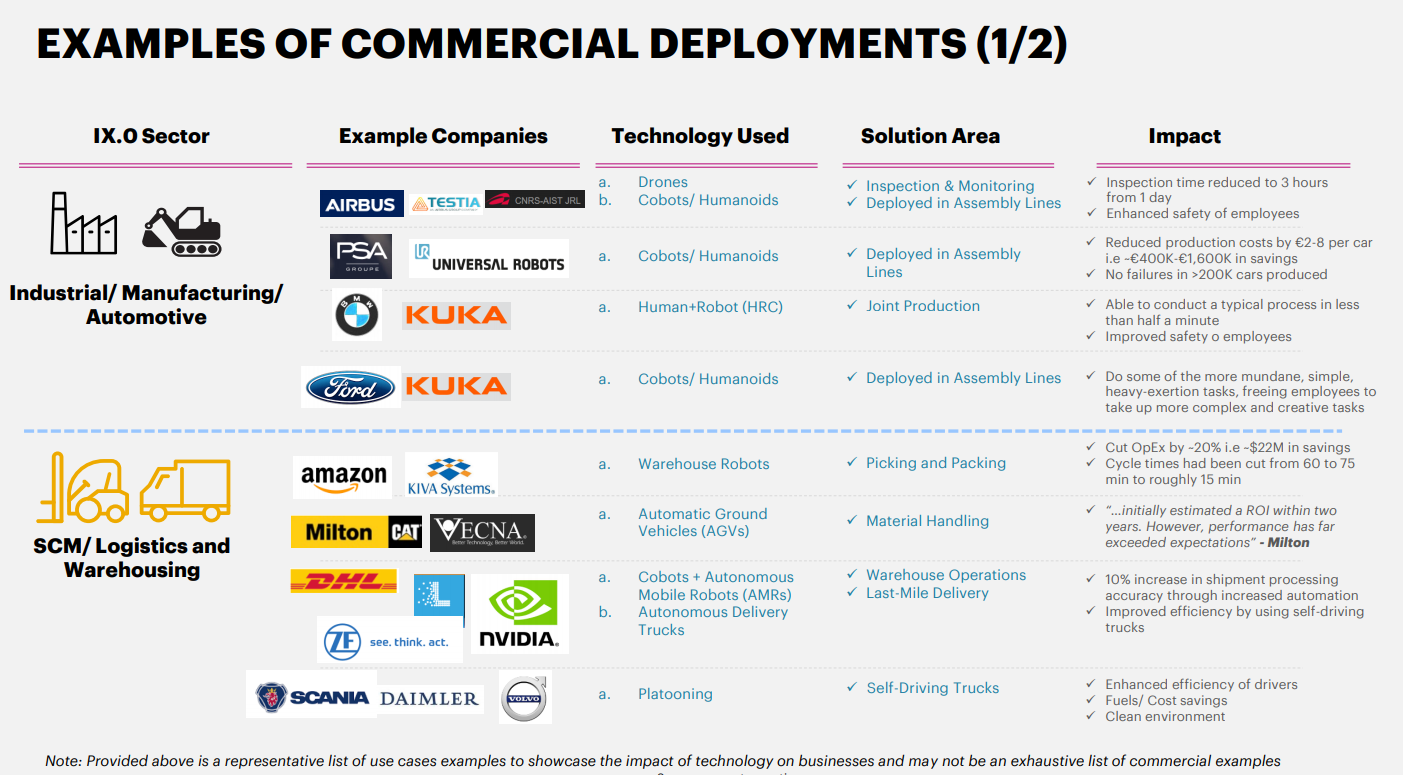 EXAMPLES OF COMMERCIAL DEPLOYMENTS (1/2)
IX.0 Sector
Example Companies
Technology Used
Solution Area
Impact
Industrial/ Manufacturing/
Automotive
AIRBUS
TESTIA
CNRS-AIST JRL
a. Drones
b. Cobots/ Humanoids
✓ Inspection & Monitoring
✓ Deployed in Assembly Lines
✓ Inspection time reduced to 3 hours
from 1 day
✓ Enhanced safety of employees
PSA
GROUPE
UR
UNIVERSAL ROBOTS
a. Cobots/ Humanoids
✓ Deployed in Assembly
Lines
✓ Reduced production costs by €2-8 per car
i.e ~€400K-€1,600K in savings
✓ No failures in >200K cars produced
BMW
KUKA
a. Human+Robot (HRC)
✓ Joint Production
✓ Able to conduct a typical process in less
than half a minute
✓ Improved safety o employees
Ford
KUKA
a. Cobots/ Humanoids
✓ Deployed in Assembly Lines
✓ Do some of the more mundane, simple,
heavy-exertion tasks, freeing employees to
take up more complex and creative tasks
SCM/ Logistics and
Warehousing
amazon
KIVA Systems®
a. Warehouse Robots
✓ Picking and Packing
✓ Cut OpEx by ~20% i.e ~$22M in savings
✓ Cycle times had been cut from 60 to 75
min to roughly 15 min
Milton CAT
VECNA
Better Technology, Better World.
a. Automatic Ground
Vehicles (AGVs)
✓ Material Handling
✓ “...initially estimated a ROI within two
years. However, performance has far
exceeded expectations” - Milton
DHL
L
NVIDIA.
ZF see. think. act.
a. Cobots + Autonomous
Mobile Robots (AMRs)
b. Autonomous Delivery
Trucks
✓ Warehouse Operations
✓ Last-Mile Delivery
✓ 10% increase in shipment processing
accuracy through increased automation
✓ Improved efficiency by using self-driving
trucks
SCANIA
DAIMLER
VOLVO
a. Platooning
✓ Self-Driving Trucks
✓ Enhanced efficiency of drivers
✓ Fuels/ Cost savings
✓ Clean environment
Note: Provided above is a representative list of use cases examples to showcase the impact of technology on businesses and may not be an exhaustive list of commercial examples